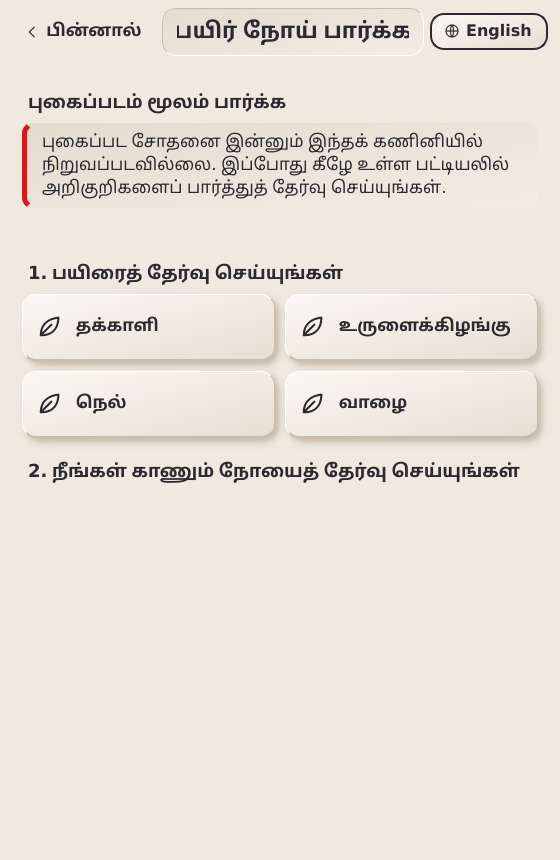 பின்னால்
பயிர் நோய் பார்க்க
English
புகைப்படம் மூலம் பார்க்க
புகைப்பட சோதனை இன்னும் இந்தக் கணினியில்
நிறுவப்படவில்லை. இப்போது கீழே உள்ள பட்டியலில்
அறிகுறிகளைப் பார்த்துத் தேர்வு செய்யுங்கள்.
1. பயிரைத் தேர்வு செய்யுங்கள்
தக்காளி
உருளைக்கிழங்கு
நெல்
வாழை
2. நீங்கள் காணும் நோயைத் தேர்வு செய்யுங்கள்